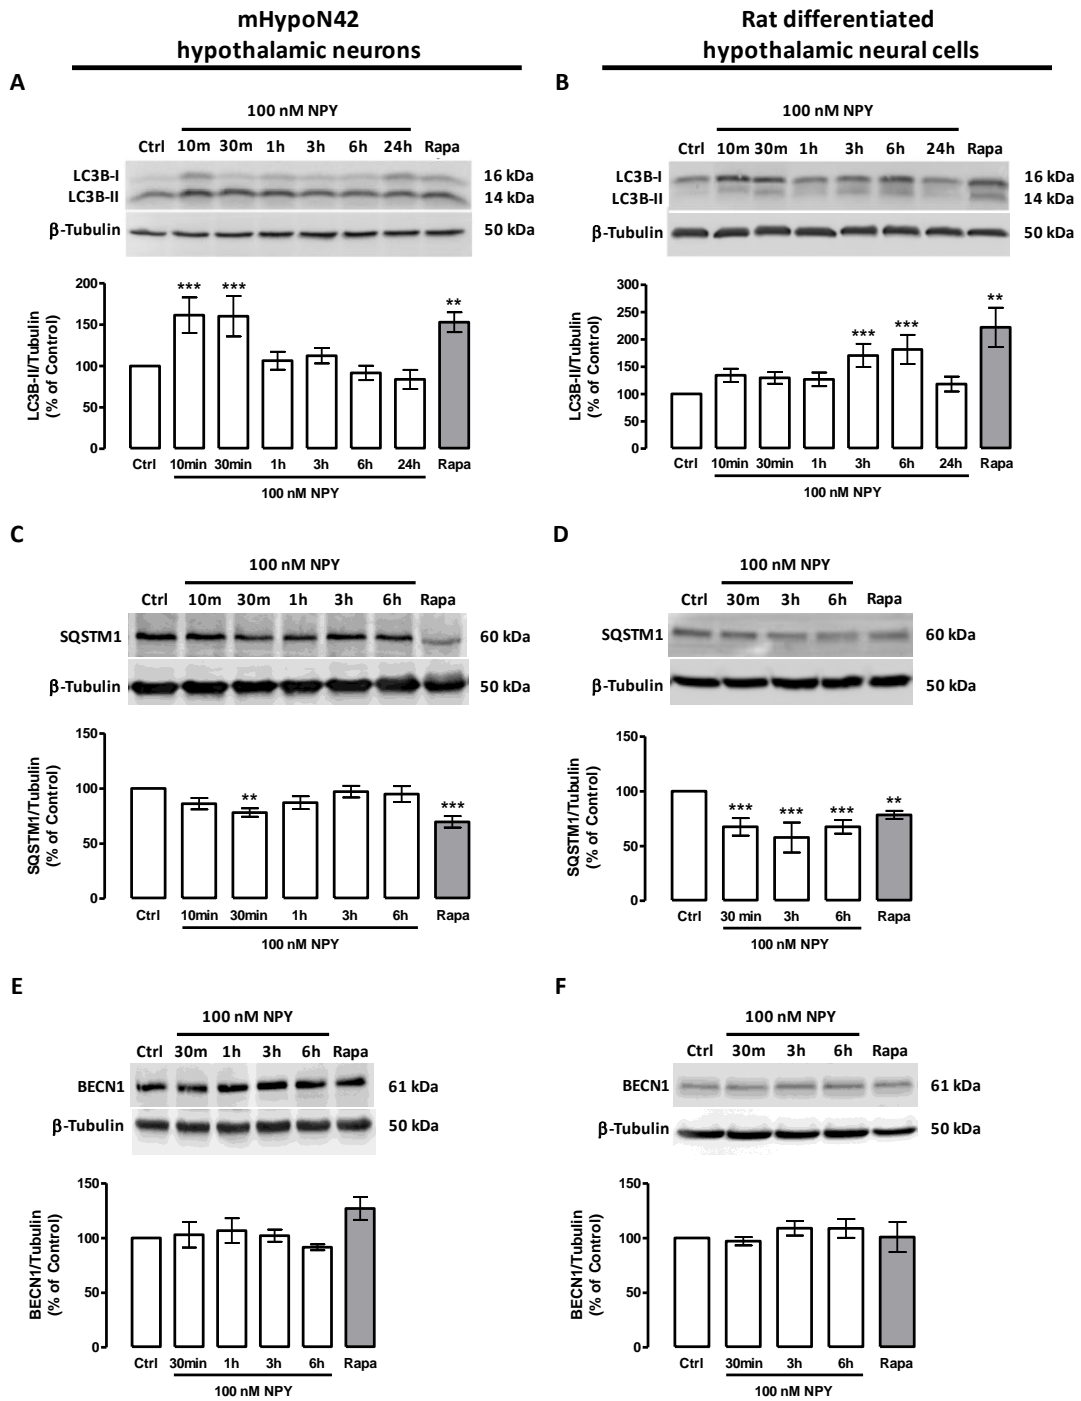 mHypoN42
hypothalamic neurons
Rat differentiated
hypothalamic neural cells
A
100 nM NPY
Ctrl 10m 30m 1h 3h 6h 24h Rapa
LC3B-I 16 kDa
LC3B-II 14 kDa
β-Tubulin 50 kDa
LC3B-II/Tubulin
(% of Control)
200
150
100
50
0
*** *** **
Ctrl 10min 30min 1h 3h 6h 24h Rapa
100 nM NPY
B
100 nM NPY
Ctrl 10m 30m 1h 3h 6h 24h Rapa
LC3B-I 16 kDa
LC3B-II 14 kDa
β-Tubulin 50 kDa
LC3B-II/Tubulin
(% of Control)
300
250
200
150
100
50
0
*** *** **
Ctrl 10min 30min 1h 3h 6h 24h Rapa
100 nM NPY
C
100 nM NPY
Ctrl 10m 30m 1h 3h 6h Rapa
SQSTM1 60 kDa
β-Tubulin 50 kDa
SQSTM1/Tubulin
(% of Control)
150
100
50
0
** ***
Ctrl 10min 30min 1h 3h 6h Rapa
100 nM NPY
D
100 nM NPY
Ctrl 30m 3h 6h Rapa
SQSTM1 60 kDa
β-Tubulin 50 kDa
SQSTM1/Tubulin
(% of Control)
150
100
50
0
*** *** *** **
Ctrl 30 min 3h 6h Rapa
100 nM NPY
E
100 nM NPY
Ctrl 30m 1h 3h 6h Rapa
BECN1 61 kDa
β-Tubulin 50 kDa
BECN1/Tubulin
(% of Control)
150
100
50
0
Ctrl 30min 1h 3h 6h Rapa
100 nM NPY
F
100 nM NPY
Ctrl 30m 3h 6h Rapa
BECN1 61 kDa
β-Tubulin 50 kDa
BECN1/Tubulin
(% of Control)
150
100
50
0
Ctrl 30min 3h 6h Rapa
100 nM NPY